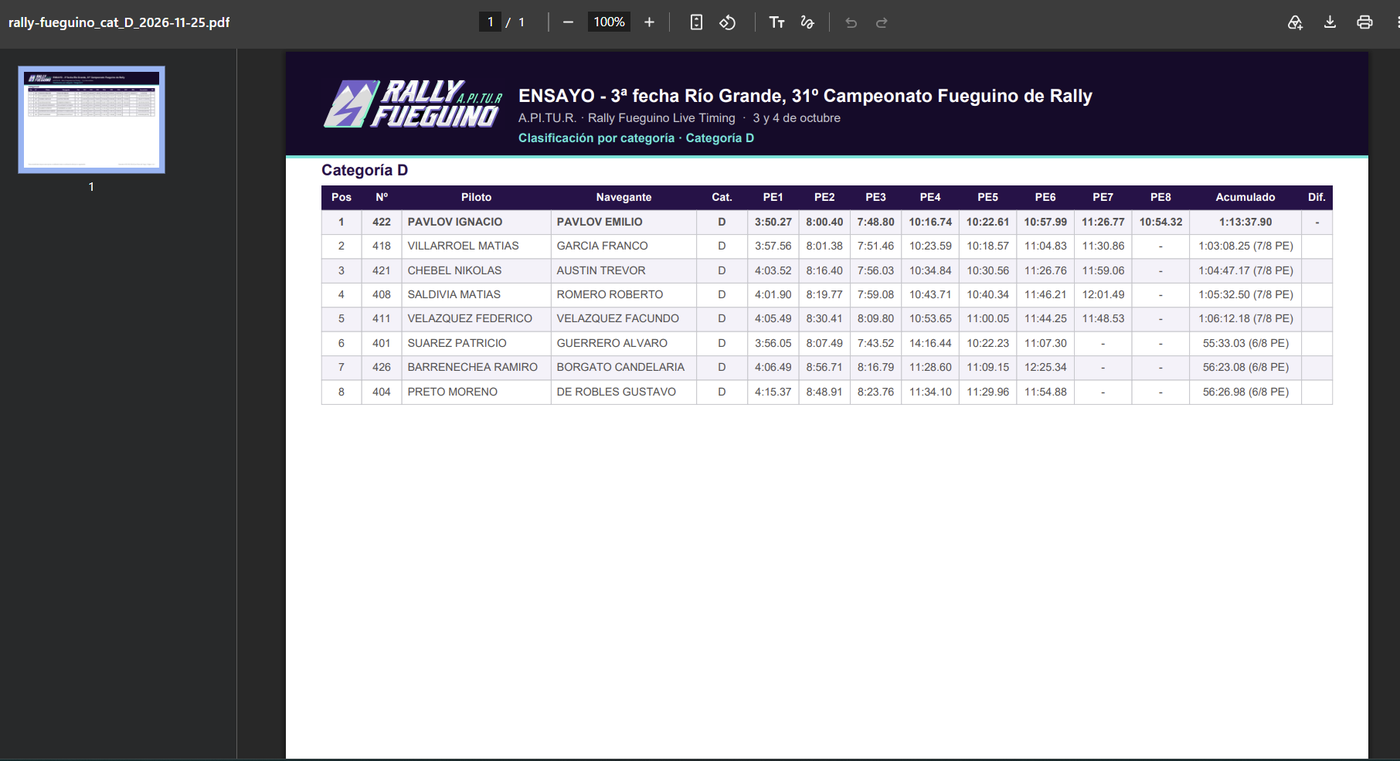 rally-fueguino_cat_D_2026-11-25.pdf
1 / 1
100%
1
RALLY
A.PI.TU.R
FUEGUINO
ENSAYO - 3ª fecha Río Grande, 31º Campeonato Fueguino de Rally
A.PI.TU.R. · Rally Fueguino Live Timing · 3 y 4 de octubre
Clasificación por categoría · Categoría D
Categoría D
Pos Nº Piloto Navegante Cat. PE1 PE2 PE3 PE4 PE5 PE6 PE7 PE8 Acumulado Dif.
1 422 PAVLOV IGNACIO PAVLOV EMILIO D 3:50.27 8:00.40 7:48.80 10:16.74 10:22.61 10:57.99 11:26.77 10:54.32 1:13:37.90 -
2 418 VILLARROEL MATIAS GARCIA FRANCO D 3:57.56 8:01.38 7:51.46 10:23.59 10:18.57 11:04.83 11:30.86 - 1:03:08.25 (7/8 PE)
3 421 CHEBEL NIKOLAS AUSTIN TREVOR D 4:03.52 8:16.40 7:56.03 10:34.84 10:30.56 11:26.76 11:59.06 - 1:04:47.17 (7/8 PE)
4 408 SALDIVIA MATIAS ROMERO ROBERTO D 4:01.90 8:19.77 7:59.08 10:43.71 10:40.34 11:46.21 12:01.49 - 1:05:32.50 (7/8 PE)
5 411 VELAZQUEZ FEDERICO VELAZQUEZ FACUNDO D 4:05.49 8:30.41 8:09.80 10:53.65 11:00.05 11:44.25 11:48.53 - 1:06:12.18 (7/8 PE)
6 401 SUAREZ PATRICIO GUERRERO ALVARO D 3:56.05 8:07.49 7:43.52 14:16.44 10:22.23 11:07.30 - - 55:33.03 (6/8 PE)
7 426 BARRENECHEA RAMIRO BORGATO CANDELARIA D 4:06.49 8:56.71 8:16.79 11:28.60 11:09.15 12:25.34 - - 56:23.08 (6/8 PE)
8 404 PRETO MORENO DE ROBLES GUSTAVO D 4:15.37 8:48.91 8:23.76 11:34.10 11:29.96 11:54.88 - - 56:26.98 (6/8 PE)